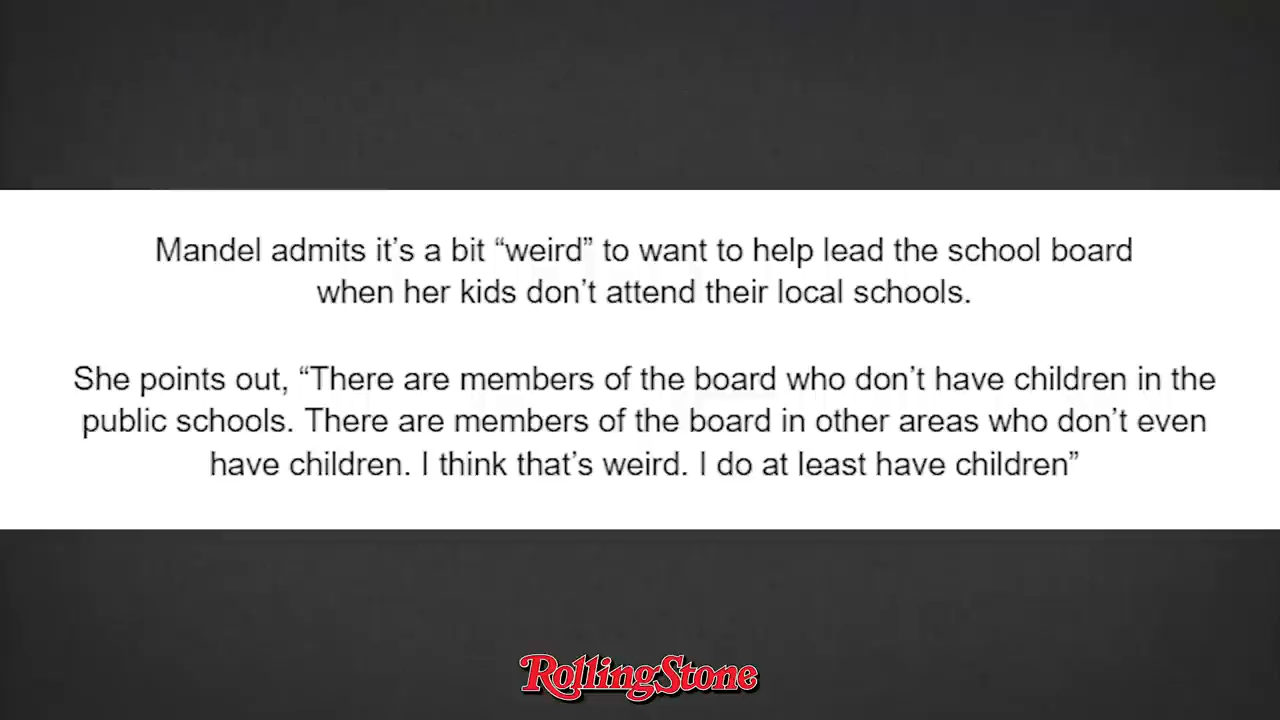 Mandel admits it’s a bit “weird” to want to help lead the school board
when her kids don’t attend their local schools.
She points out, “There are members of the board who don’t have children in the
public schools. There are members of the board in other areas who don’t even
have children. I think that’s weird. I do at least have children”
RollingStone